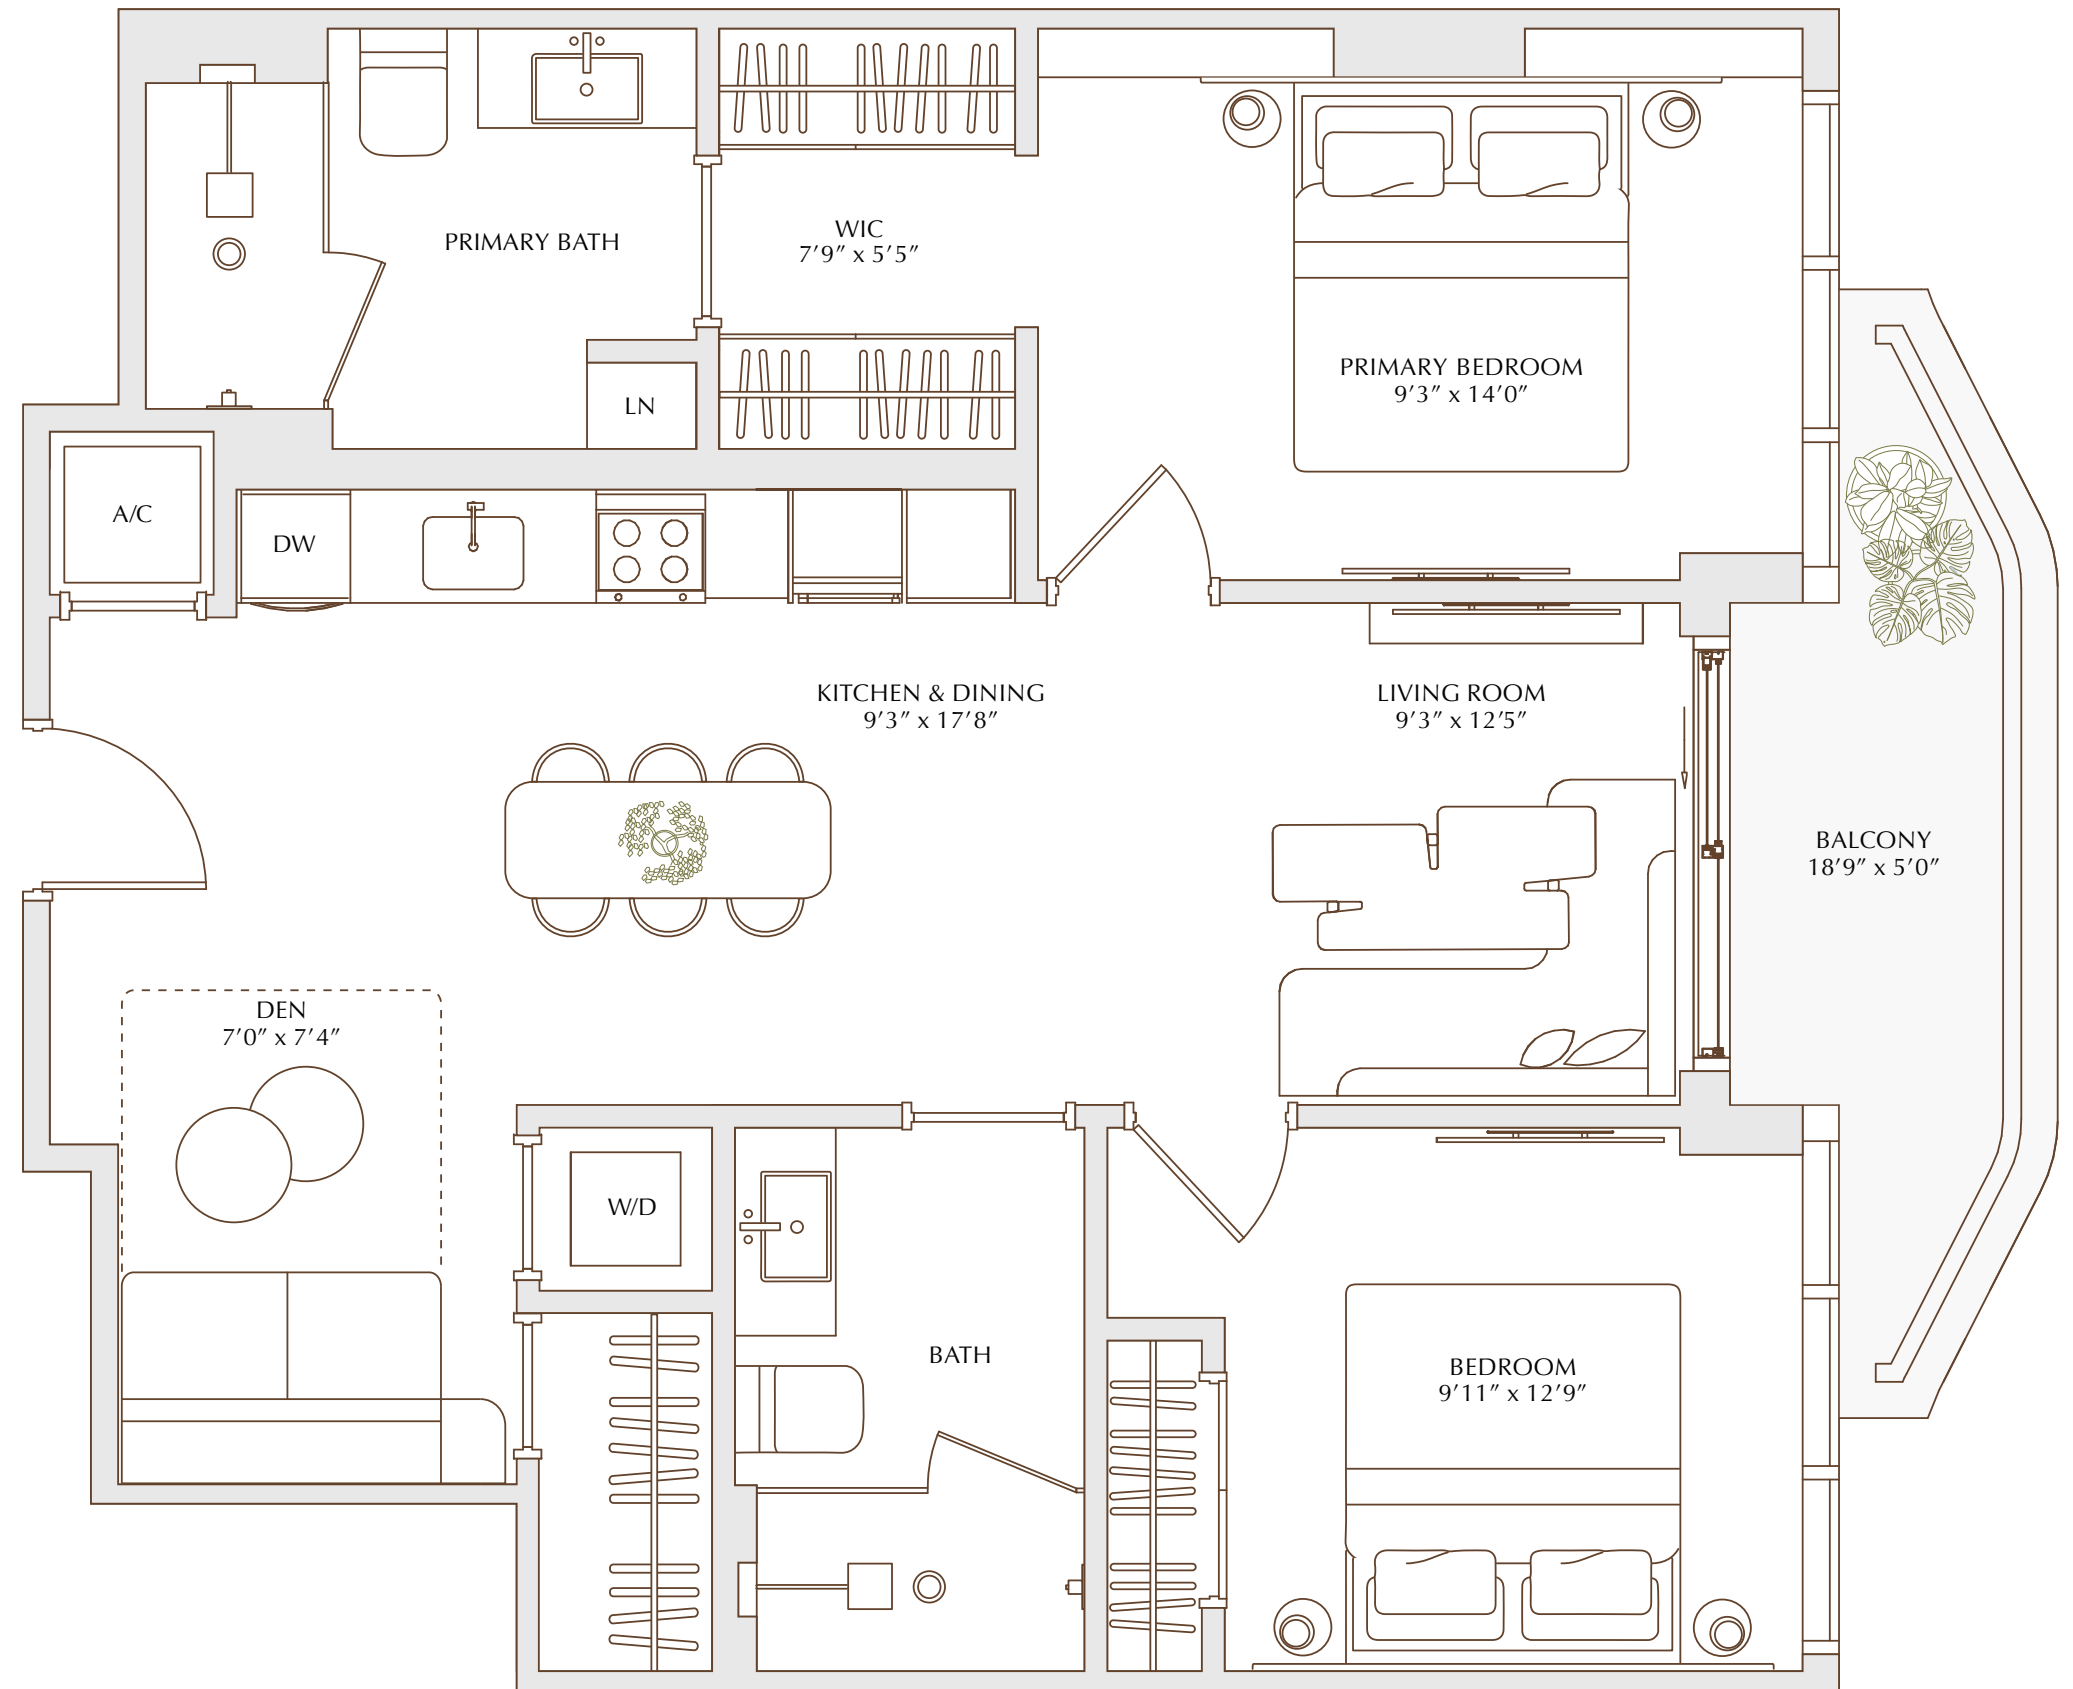 PRIMARY BATH
WIC
7’9” x 5’5”
PRIMARY BEDROOM
9’3” x 14’0”
LN
A/C
DW
KITCHEN & DINING
9’3” x 17’8”
LIVING ROOM
9’3” x 12’5”
BALCONY
18’9” x 5’0”
DEN
7’0” x 7’4”
W/D
BATH
BEDROOM
9’11” x 12’9”